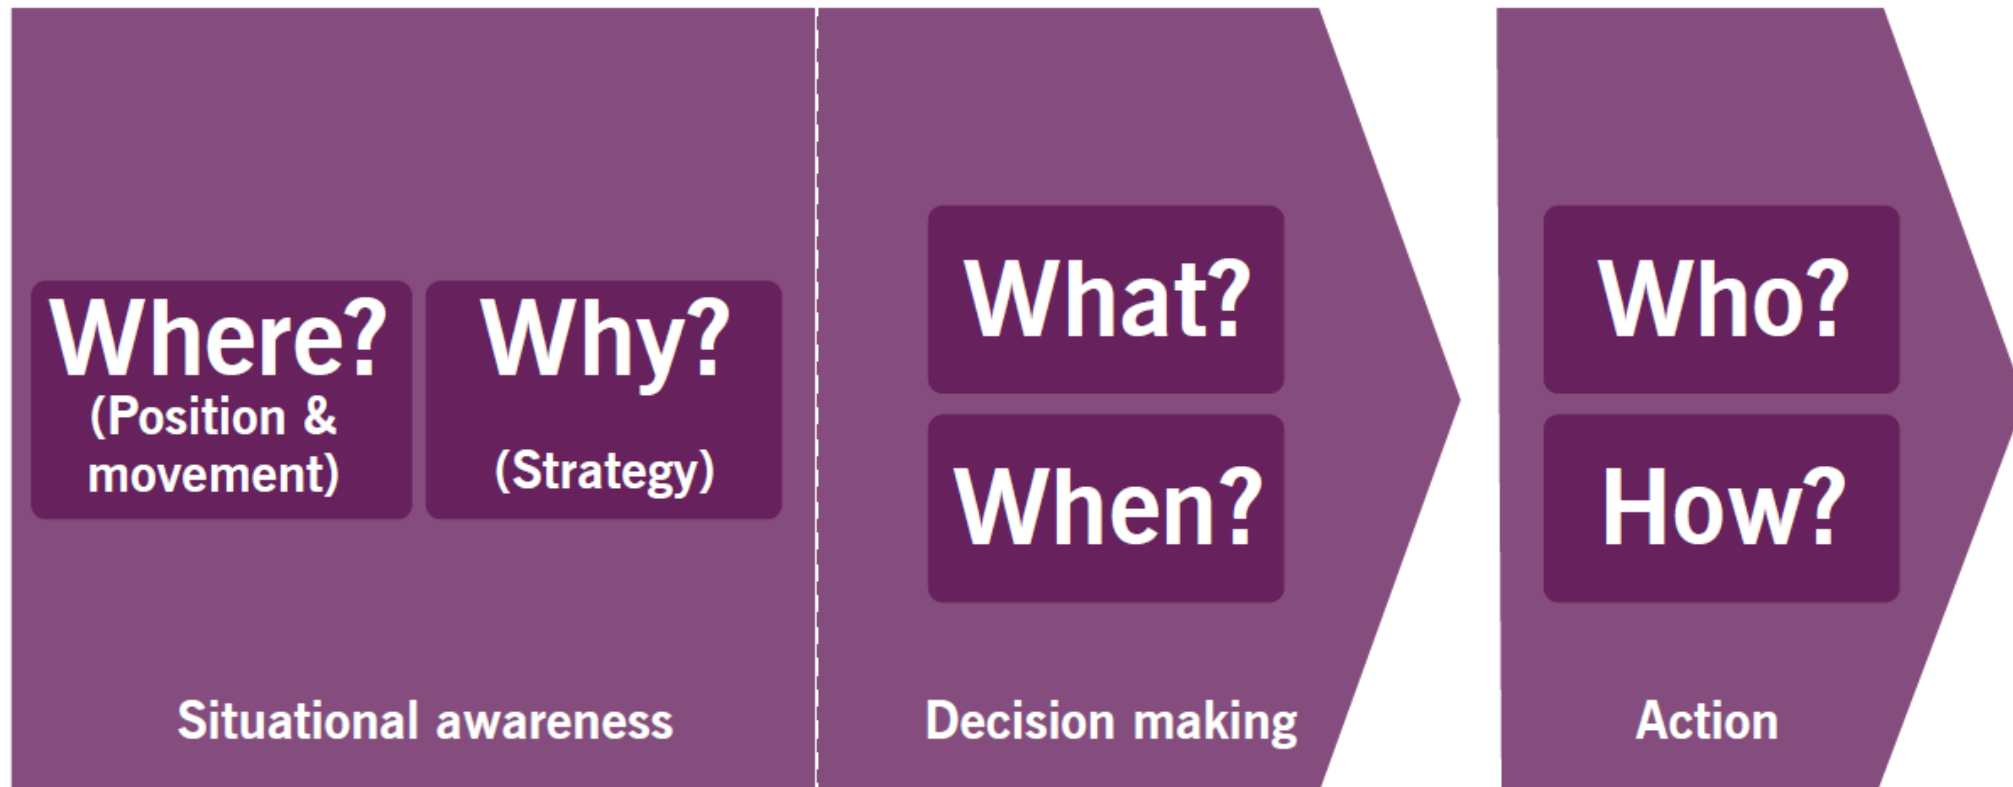 Where?
(Position &
movement)
Why?
(Strategy)
Situational awareness
What?
When?
Decision making
Who?
How?
Action